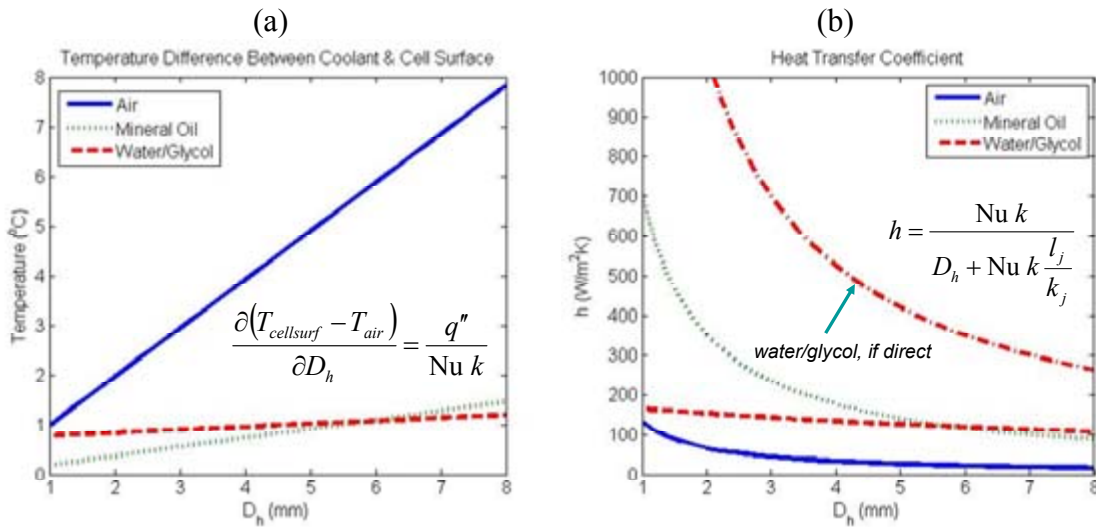 (a)
Temperature Difference Between Coolant & Cell Surface
8
7
6
5
4
3
2
1
0
Temperature (⁰C)
Air
Mineral Oil
Water/Glycol
∂(T_cellsurf − T_air) / ∂D_h = q″ / Nu k
1 2 3 4 5 6 7 8
D_h (mm)
(b)
Heat Transfer Coefficient
1000
900
800
700
600
500
400
300
200
100
0
h (W/m²K)
Air
Mineral Oil
Water/Glycol
h = Nu k / (D_h + Nu k l_j / k_j)
water/glycol, if direct
1 2 3 4 5 6 7 8
D_h (mm)